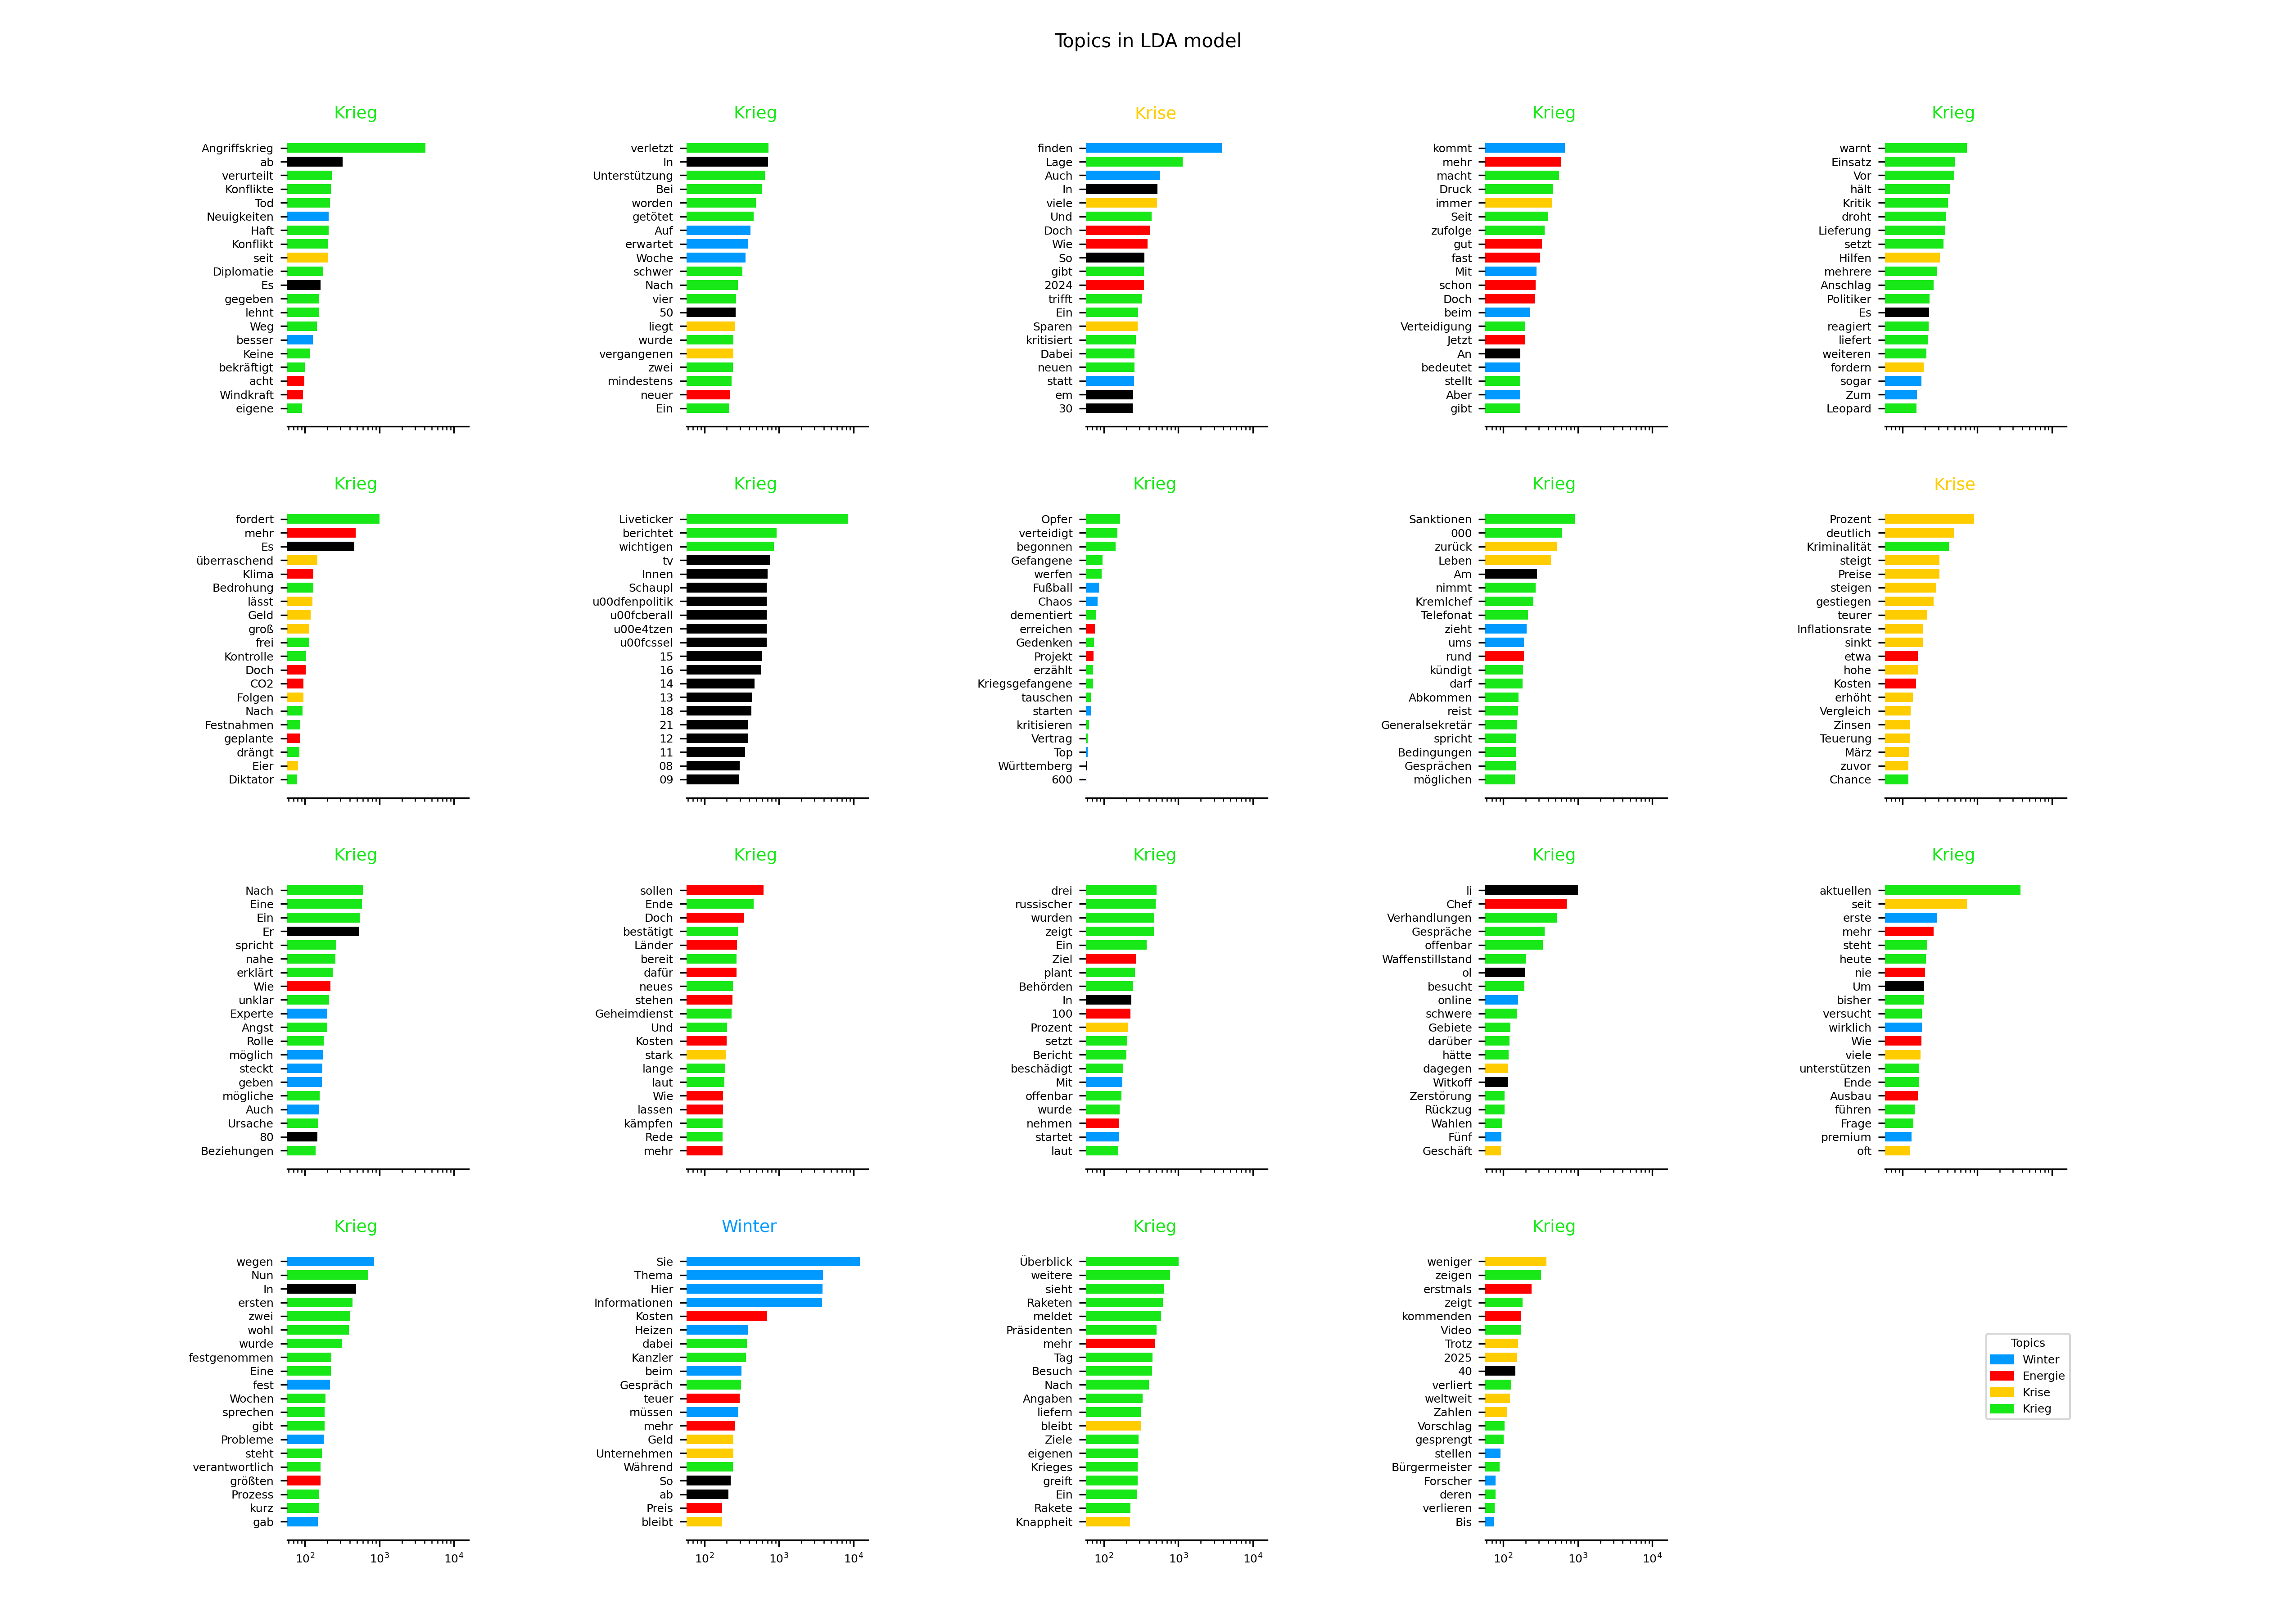 Topics in LDA model
Krieg
Angriffskrieg
ab
verurteilt
Konflikte
Tod
Neuigkeiten
Haft
Konflikt
seit
Diplomatie
Es
gegeben
lehnt
Weg
besser
Keine
bekräftigt
acht
Windkraft
eigene
Krieg
verletzt
In
Unterstützung
Bei
worden
getötet
Auf
erwartet
Woche
schwer
Nach
vier
50
liegt
wurde
vergangenen
zwei
mindestens
neuer
Ein
Krise
finden
Lage
Auch
In
viele
Und
Doch
Wie
So
gibt
2024
trifft
Ein
Sparen
kritisiert
Dabei
neuen
statt
em
30
Krieg
kommt
mehr
macht
Druck
immer
Seit
zufolge
gut
fast
Mit
schon
Doch
beim
Verteidigung
Jetzt
An
bedeutet
stellt
Aber
gibt
Krieg
warnt
Einsatz
Vor
hält
Kritik
droht
Lieferung
setzt
Hilfen
mehrere
Anschlag
Politiker
Es
reagiert
liefert
weiteren
fordern
sogar
Zum
Leopard
Krieg
fordert
mehr
Es
überraschend
Klima
Bedrohung
lässt
Geld
groß
frei
Kontrolle
Doch
CO2
Folgen
Nach
Festnahmen
geplante
drängt
Eier
Diktator
Krieg
Liveticker
berichtet
wichtigen
tv
Innen
Schaupl
u00dfenpolitik
u00fcberall
u00e4tzen
u00fcssel
15
16
14
13
18
21
12
11
08
09
Krieg
Opfer
verteidigt
begonnen
Gefangene
werfen
Fußball
Chaos
dementiert
erreichen
Gedenken
Projekt
erzählt
Kriegsgefangene
tauschen
starten
kritisieren
Vertrag
Top
Württemberg
600
Krieg
Sanktionen
000
zurück
Leben
Am
nimmt
Kremlchef
Telefonat
zieht
ums
rund
kündigt
darf
Abkommen
reist
Generalsekretär
spricht
Bedingungen
Gesprächen
möglichen
Krise
Prozent
deutlich
Kriminalität
steigt
Preise
steigen
gestiegen
teurer
Inflationsrate
sinkt
etwa
hohe
Kosten
erhöht
Vergleich
Zinsen
Teuerung
März
zuvor
Chance
Krieg
Nach
Eine
Ein
Er
spricht
nahe
erklärt
Wie
unklar
Experte
Angst
Rolle
möglich
steckt
geben
mögliche
Auch
Ursache
80
Beziehungen
Krieg
sollen
Ende
Doch
bestätigt
Länder
bereit
dafür
neues
stehen
Geheimdienst
Und
Kosten
stark
lange
laut
Wie
lassen
kämpfen
Rede
mehr
Krieg
drei
russischer
wurden
zeigt
Ein
Ziel
plant
Behörden
In
100
Prozent
setzt
Bericht
beschädigt
Mit
offenbar
wurde
nehmen
startet
laut
Krieg
li
Chef
Verhandlungen
Gespräche
offenbar
Waffenstillstand
ol
besucht
online
schwere
Gebiete
darüber
hätte
dagegen
Witkoff
Zerstörung
Rückzug
Wahlen
Fünf
Geschäft
Krieg
aktuellen
seit
erste
mehr
steht
heute
nie
Um
bisher
versucht
wirklich
Wie
viele
unterstützen
Ende
Ausbau
führen
Frage
premium
oft
Krieg
wegen
Nun
In
ersten
zwei
wohl
wurde
festgenommen
Eine
fest
Wochen
sprechen
gibt
Probleme
steht
verantwortlich
größten
Prozess
kurz
gab
10² 10³ 10⁴
Winter
Sie
Thema
Hier
Informationen
Kosten
Heizen
dabei
Kanzler
beim
Gespräch
teuer
müssen
mehr
Geld
Unternehmen
Während
So
ab
Preis
bleibt
10² 10³ 10⁴
Krieg
Überblick
weitere
sieht
Raketen
meldet
Präsidenten
mehr
Tag
Besuch
Nach
Angaben
liefern
bleibt
Ziele
eigenen
Krieges
greift
Ein
Rakete
Knappheit
10² 10³ 10⁴
Krieg
weniger
zeigen
erstmals
zeigt
kommenden
Video
Trotz
2025
40
verliert
weltweit
Zahlen
Vorschlag
gesprengt
stellen
Bürgermeister
Forscher
deren
verlieren
Bis
10² 10³ 10⁴
Topics
Winter
Energie
Krise
Krieg